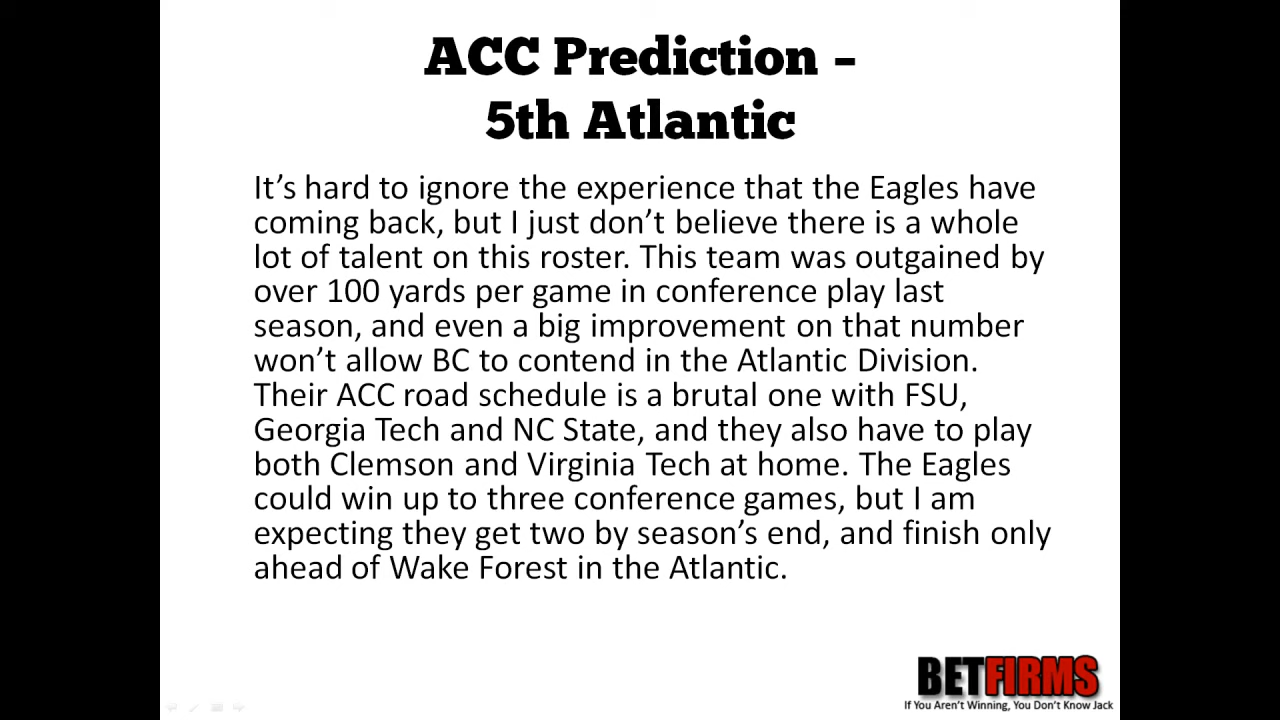 ACC Prediction –
5th Atlantic
It’s hard to ignore the experience that the Eagles have
coming back, but I just don’t believe there is a whole
lot of talent on this roster. This team was outgained by
over 100 yards per game in conference play last
season, and even a big improvement on that number
won’t allow BC to contend in the Atlantic Division.
Their ACC road schedule is a brutal one with FSU,
Georgia Tech and NC State, and they also have to play
both Clemson and Virginia Tech at home. The Eagles
could win up to three conference games, but I am
expecting they get two by season’s end, and finish only
ahead of Wake Forest in the Atlantic.
BETFIRMS
If You Aren't Winning, You Don't Know Jack